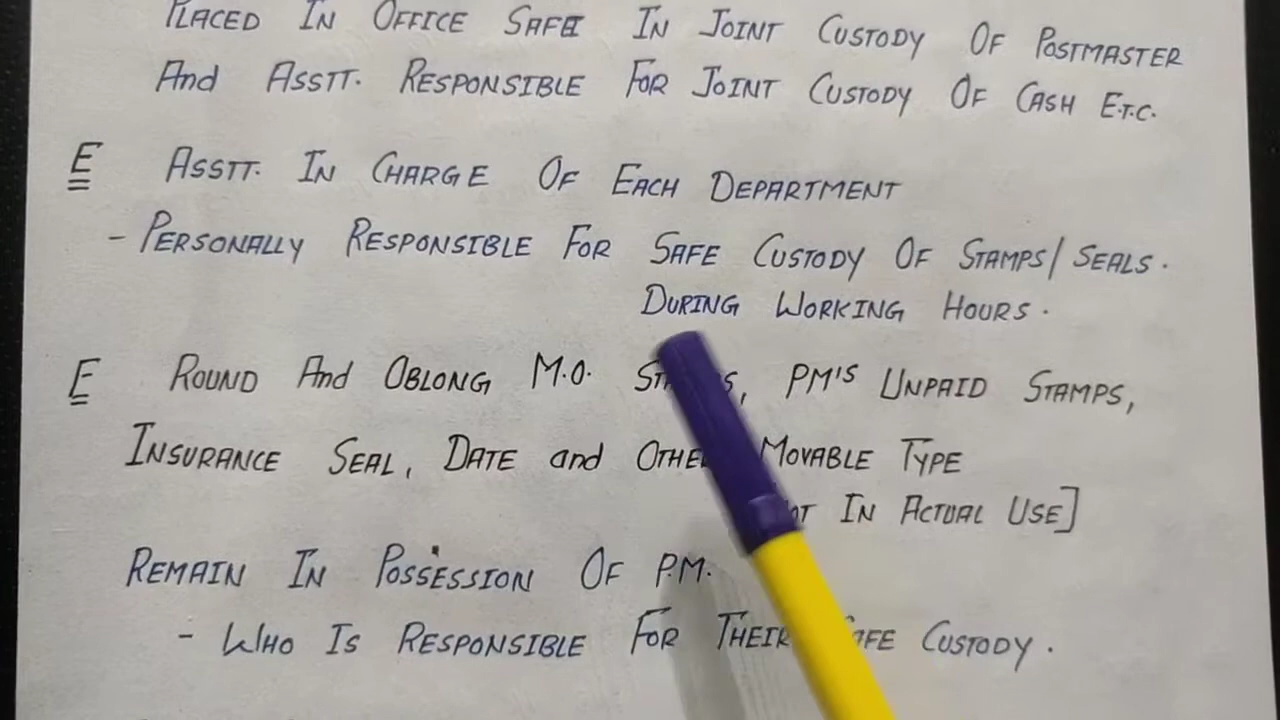 PLACED IN OFFICE SAFE IN JOINT CUSTODY OF POSTMASTER
And ASSTT. RESPONSIBLE FOR JOINT CUSTODY OF CASH E.T.C.
E ASSTT. IN CHARGE OF EACH DEPARTMENT
- PERSONALLY RESPONSIBLE FOR SAFE CUSTODY OF STAMPS/SEALS.
DURING WORKING HOURS.
E ROUND And OBLONG M.O. , PM'S UNPAID STAMPS,
INSURANCE SEAL, DATE and MOVABLE TYPE
IN ACTUAL USE]
REMAIN IN POSSESSION OF P.M.
- WHO IS RESPONSIBLE FOR THEIR CUSTODY.